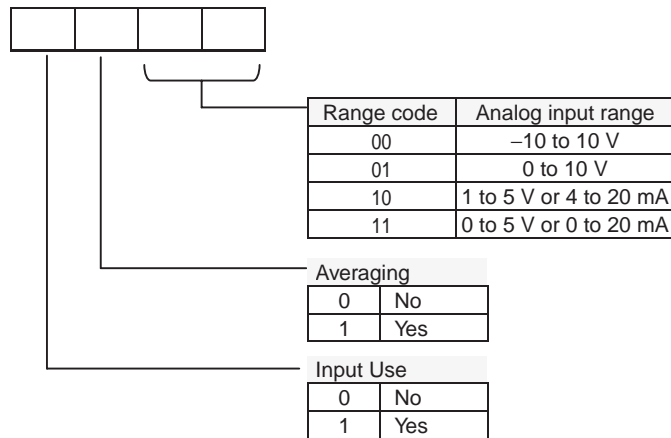 Range code Analog input range
00 –10 to 10 V
01 0 to 10 V
10 1 to 5 V or 4 to 20 mA
11 0 to 5 V or 0 to 20 mA
Averaging
0 No
1 Yes
Input Use
0 No
1 Yes